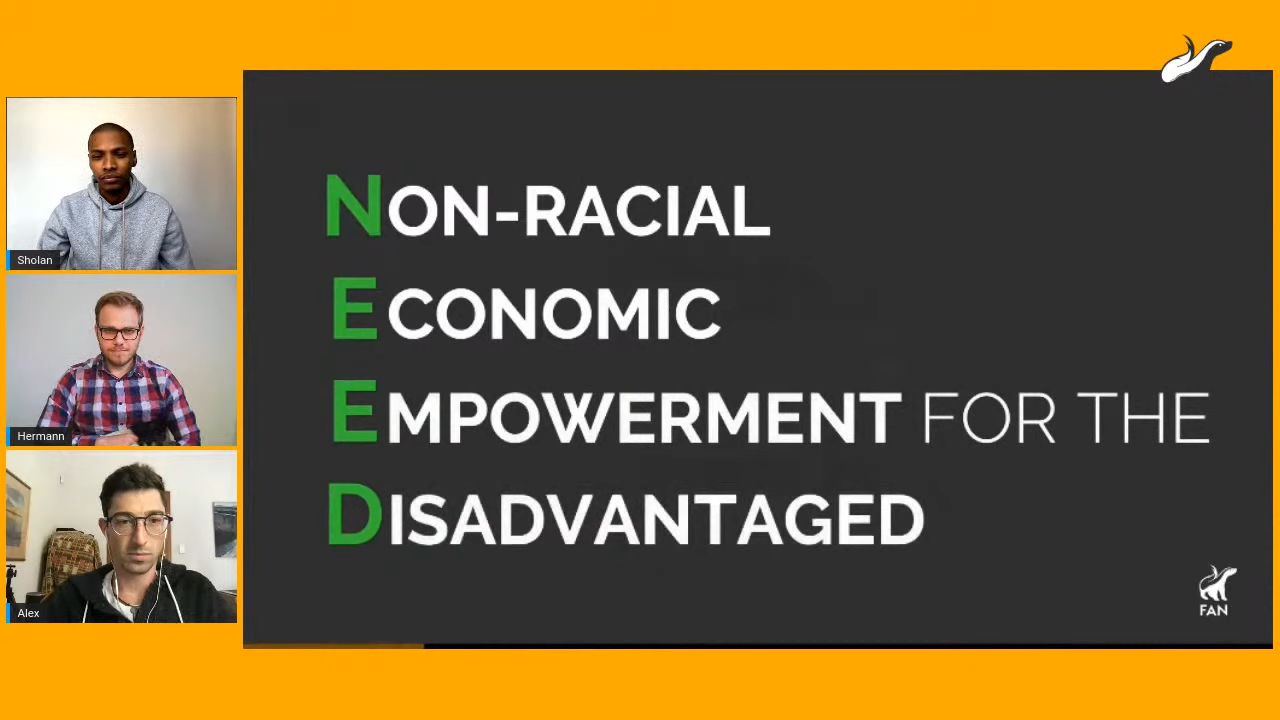 Sholan
Hermann
Alex
NON-RACIAL
ECONOMIC
EMPOWERMENT FOR THE
DISADVANTAGED
FAN